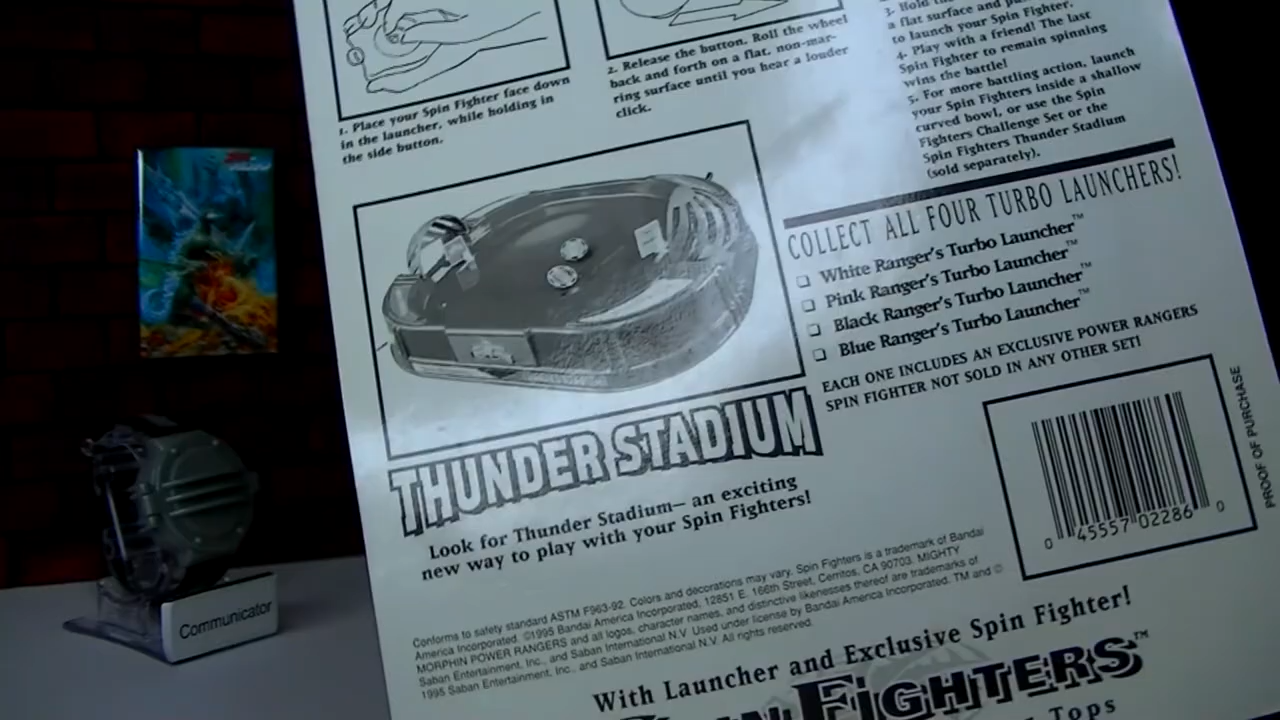 1. Place your Spin Fighter face down
in the launcher, while holding in
the side button.
2. Release the button. Roll the wheel
back and forth on a flat, non-mar-
ring surface until you hear a louder
click.
3. Hold the
a flat surface and
to launch your Spin Fighter.
4. Play with a friend! The last
Spin Fighter to remain spinning
wins the battle!
5. For more battling action, launch
your Spin Fighters inside a shallow
curved bowl, or use the Spin
Fighters Challenge Set or the
Spin Fighters Thunder Stadium
(sold separately).
COLLECT ALL FOUR TURBO LAUNCHERS!
❏ White Ranger's Turbo Launcher™
❏ Pink Ranger's Turbo Launcher™
❏ Black Ranger's Turbo Launcher™
❏ Blue Ranger's Turbo Launcher™
EACH ONE INCLUDES AN EXCLUSIVE POWER RANGERS
SPIN FIGHTER NOT SOLD IN ANY OTHER SET!
THUNDER STADIUM
Look for Thunder Stadium— an exciting
new way to play with your Spin Fighters!
0 45557 02286 0
PROOF OF PURCHASE
Conforms to safety standard ASTM F963-92. Colors and decorations may vary. Spin Fighters is a trademark of Bandai
America Incorporated. ©1995 Bandai America Incorporated, 12851 E. 166th Street, Cerritos, CA 90703. MIGHTY
MORPHIN POWER RANGERS and all logos, character names, and distinctive likenesses thereof are trademarks of
Saban Entertainment, Inc., and Saban International N.V. Used under license by Bandai America Incorporated. TM and ©
1995 Saban Entertainment, Inc., and Saban International N.V. All rights reserved.
With Launcher and Exclusive Spin Fighter!
SPIN FIGHTERS™
Tops
Communicator